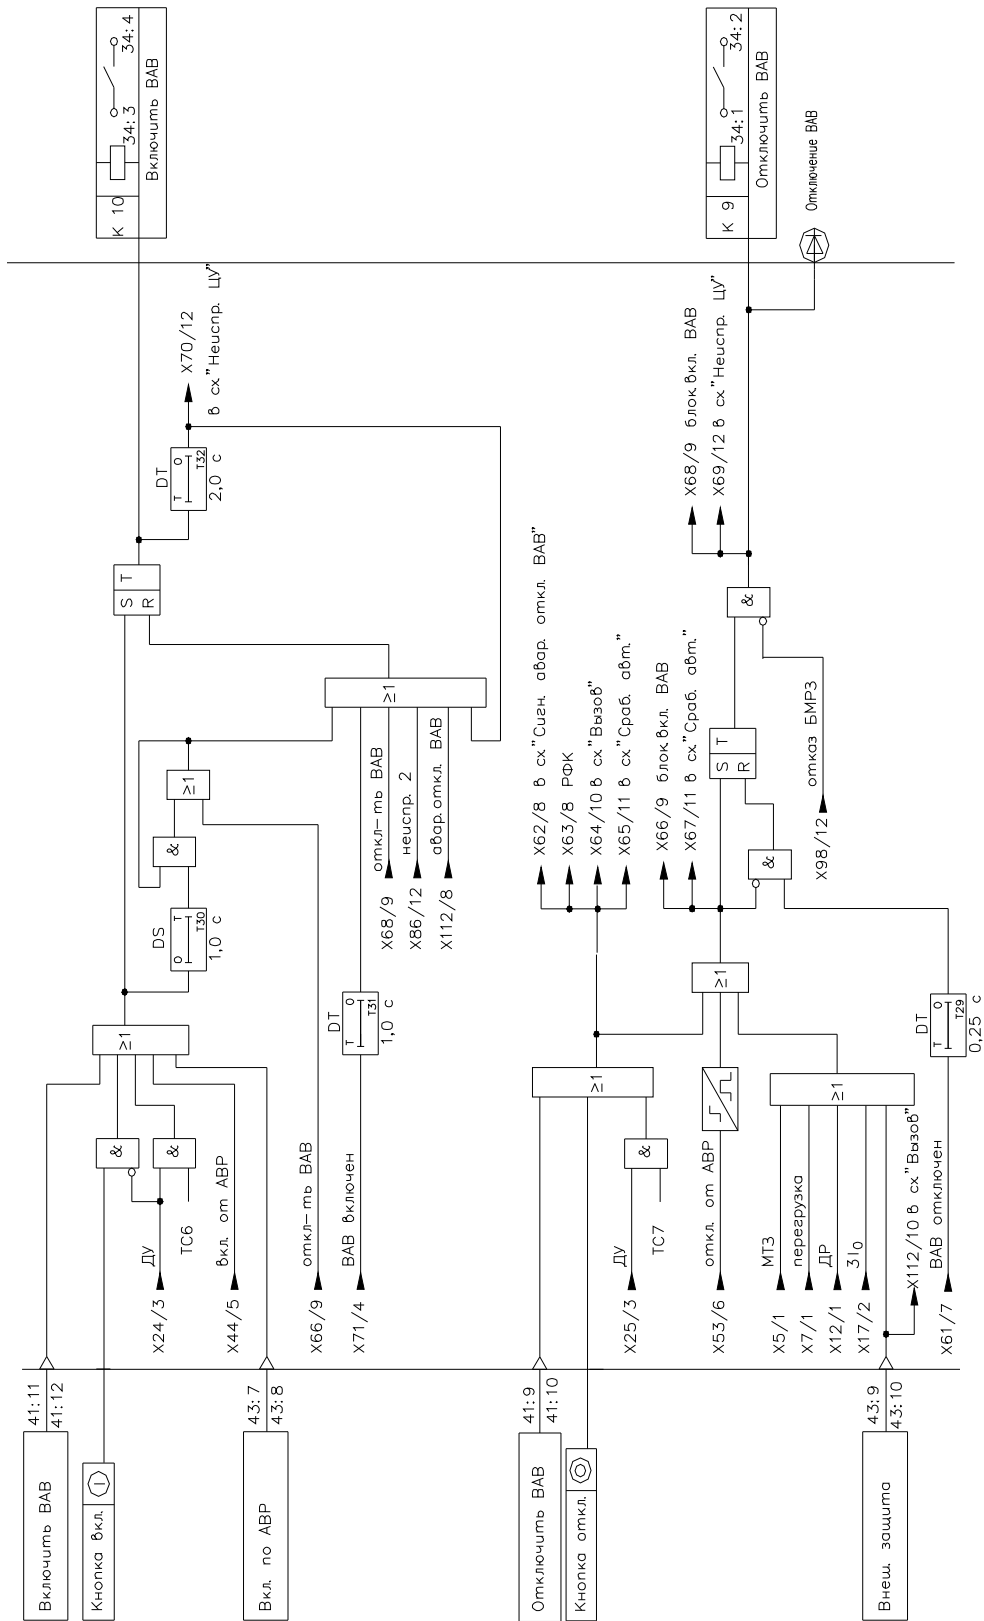 Включить ВАВ
41:11
41:12
Кнопка вкл.
Вкл. по АВР
43:7
43:8
X24/3
ДУ
ТС6
X44/5
вкл. от АВР
X66/9
откл-ть ВАВ
X71/4
ВАВ включен
&
&
≥1
DS
O T
T30
1,0 с
&
≥1
DT
T O
T31
1,0 с
X68/9
откл-ть ВАВ
X86/12
неиспр. 2
X112/8
авар.откл. ВАВ
≥1
S T
R
DT
T O
T32
2,0 с
X70/12
в сх."Неиспр. ЦУ"
К 10
34:3
34:4
Включить ВАВ
Отключить ВАВ
41:9
41:10
Кнопка откл.
Внеш. защита
43:9
43:10
X25/3
ДУ
ТС7
&
≥1
X53/6
откл. от АВР
X5/1
МТЗ
X7/1
перегрузка
X12/1
ДР
X17/2
3I0
≥1
X112/10 в сх."Вызов"
X61/7
ВАВ отключен
DT
T O
T29
0,25 с
≥1
X62/8 в сх."Сигн. авар. откл. ВАВ"
X63/8 РФК
X64/10 в сх."Вызов"
X65/11 в сх."Сраб. авт."
X66/9 блок.вкл. ВАВ
X67/11 в сх."Сраб. авт."
&
S T
R
X98/12
отказ БМРЗ
&
X68/9 блок.вкл. ВАВ
X69/12 в сх."Неиспр. ЦУ"
К 9
34:1
34:2
Отключить ВАВ
Отключение ВАВ